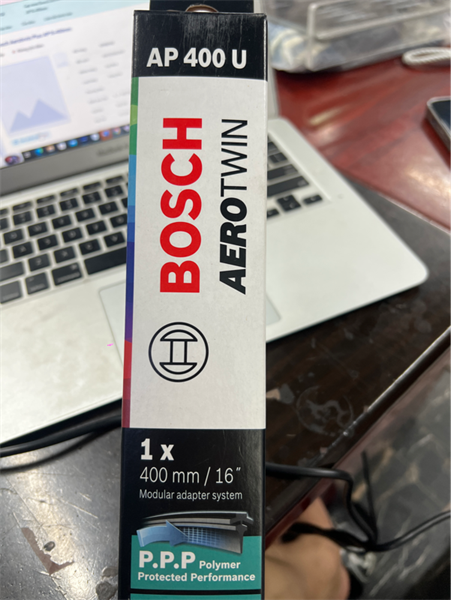 AP 400 U
BOSCH
AEROTWIN
1 x
400 mm / 16"
Modular adapter system
P.P.P Polymer
Protected Performance